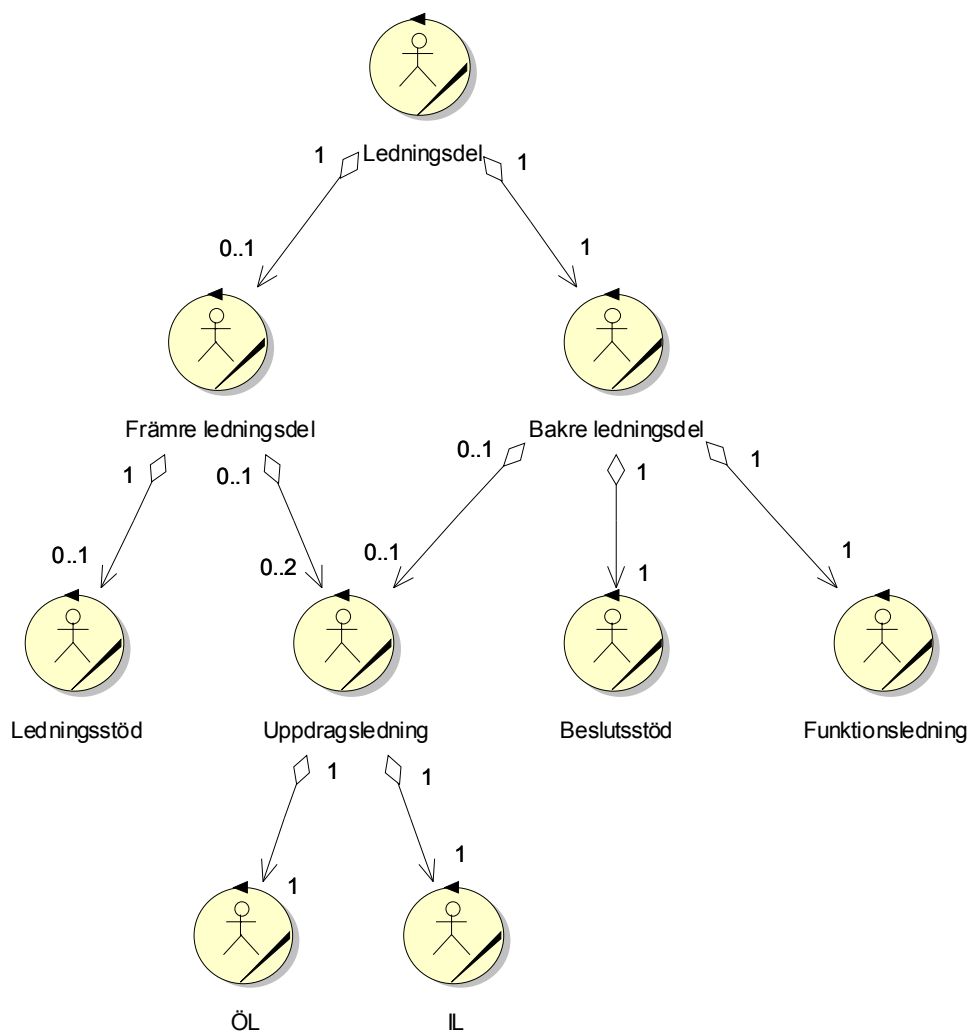 Ledningsdel
1
1
0..1
1
Främre ledningsdel
Bakre ledningsdel
1
0..1
0..1
1
1
0..1
0..2
0..1
1
1
Ledningsstöd
Uppdragsledning
Beslutsstöd
Funktionsledning
1
1
1
1
ÖL
IL